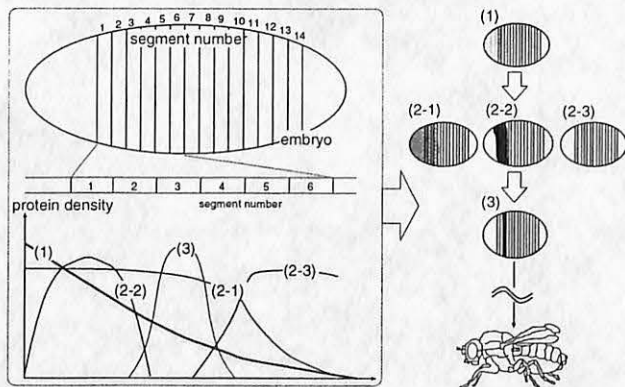 1 2 3 4 5 6 7 8 9 10 11 12 13 14
segment number
embryo
1 2 3 4 5 6
protein density
segment number
(1)
(2-2)
(3)
(2-1)
(2-3)
(1)
(2-1)
(2-2)
(2-3)
(3)